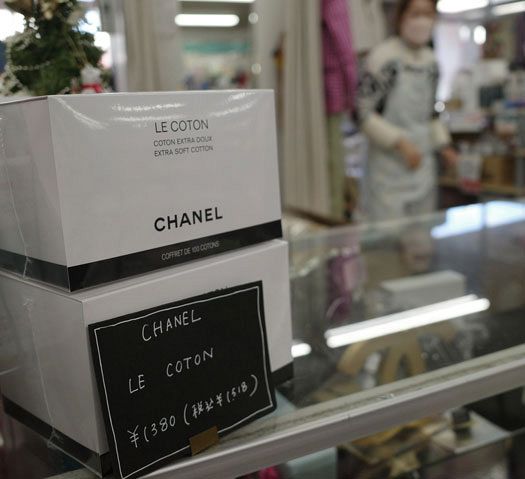 LE COTON
COTON EXTRA DOUX
EXTRA SOFT COTTON
CHANEL
COFFRET DE 100 COTONS
CHANEL
LE COTON
¥1380(税込¥1518)